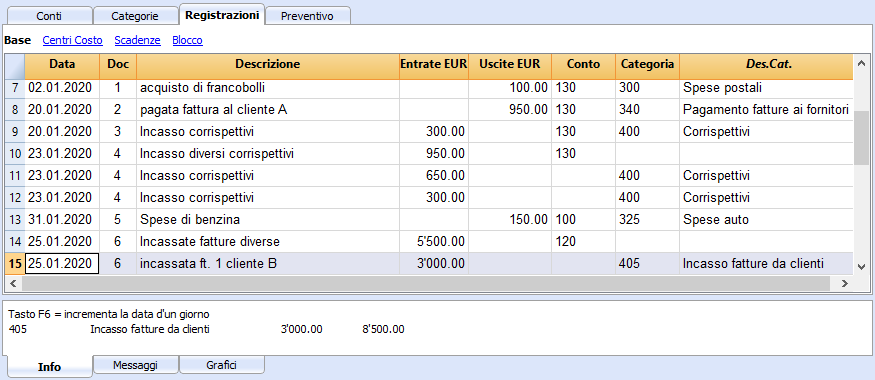 Conti Categorie Registrazioni Preventivo
Base Centri Costo Scadenze Blocco
Data Doc Descrizione Entrate EUR Uscite EUR Conto Categoria Des.Cat.
7 02.01.2020 1 acquisto di francobolli 100.00 130 300 Spese postali
8 20.01.2020 2 pagata fattura al cliente A 950.00 130 340 Pagamento fatture ai fornitori
9 20.01.2020 3 Incasso corrispettivi 300.00 130 400 Corrispettivi
10 23.01.2020 4 Incasso diversi corrispettivi 950.00 130
11 23.01.2020 4 Incasso corrispettivi 650.00 400 Corrispettivi
12 23.01.2020 4 Incasso corrispettivi 300.00 400 Corrispettivi
13 31.01.2020 5 Spese di benzina 150.00 100 325 Spese auto
14 25.01.2020 6 Incassate fatture diverse 5'500.00 120
15 25.01.2020 6 incassata ft. 1 cliente B 3'000.00 405 Incasso fatture da clienti
Tasto F6 = incrementa la data d'un giorno
405 Incasso fatture da clienti 3'000.00 8'500.00
Info Messaggi Grafici